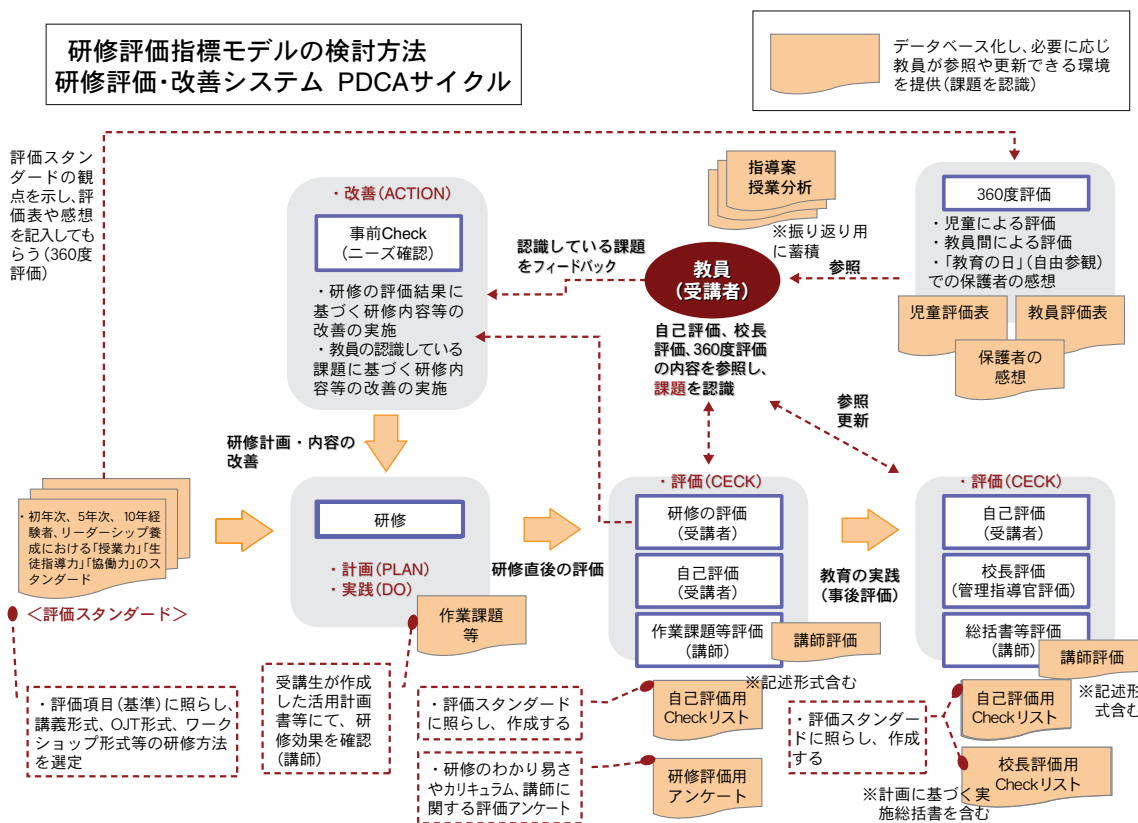 研修評価指標モデルの検討方法
研修評価・改善システム PDCAサイクル
データベース化し、必要に応じ
教員が参照や更新できる環境
を提供(課題を認識)
評価スタン
ダードの観
点を示し、評
価表や感想
を記入しても
らう(360度
評価)
・改善(ACTION)
事前Check
(ニーズ確認)
・研修の評価結果に
基づく研修内容等の
改善の実施
・教員の認識している
課題に基づく研修内
容等の改善の実施
認識している課題
をフィードバック
指導案
授業分析
※振り返り用
に蓄積
教員
(受講者)
参照
自己評価、校長
評価、360度評価
の内容を参照し、
課題を認識
360度評価
・児童による評価
・教員間による評価
・「教育の日」(自由参観)
での保護者の感想
児童評価表
教員評価表
保護者の
感想
参照
更新
研修計画・内容の
改善
・初年次、5年次、10年経
験者、リーダーシップ養
成における「授業力」「生
徒指導力」「協働力」のス
タンダード
<評価スタンダード>
研修
・計画(PLAN)
・実践(DO)
作業課題
等
研修直後の評価
・評価(CECK)
研修の評価
(受講者)
自己評価
(受講者)
作業課題等評価
(講師)
講師評価
※記述形式含む
教育の実践
(事後評価)
・評価(CECK)
自己評価
(受講者)
校長評価
(管理指導官評価)
総括書等評価
(講師)
講師評価
※記述形
式含む
・評価項目(基準)に照らし、
講義形式、OJT形式、ワーク
ショップ形式等の研修方法
を選定
受講生が作成
した活用計画
書等にて、研
修効果を確認
(講師)
・評価スタンダード
に照らし、作成する
自己評価用
Checkリスト
・研修のわかり易さ
やカリキュラム、講師に
関する評価アンケート
研修評価用
アンケート
・評価スタンダー
ドに照らし、作成
する
自己評価用
Checkリスト
校長評価用
Checkリスト
※計画に基づく実
施総括書を含む